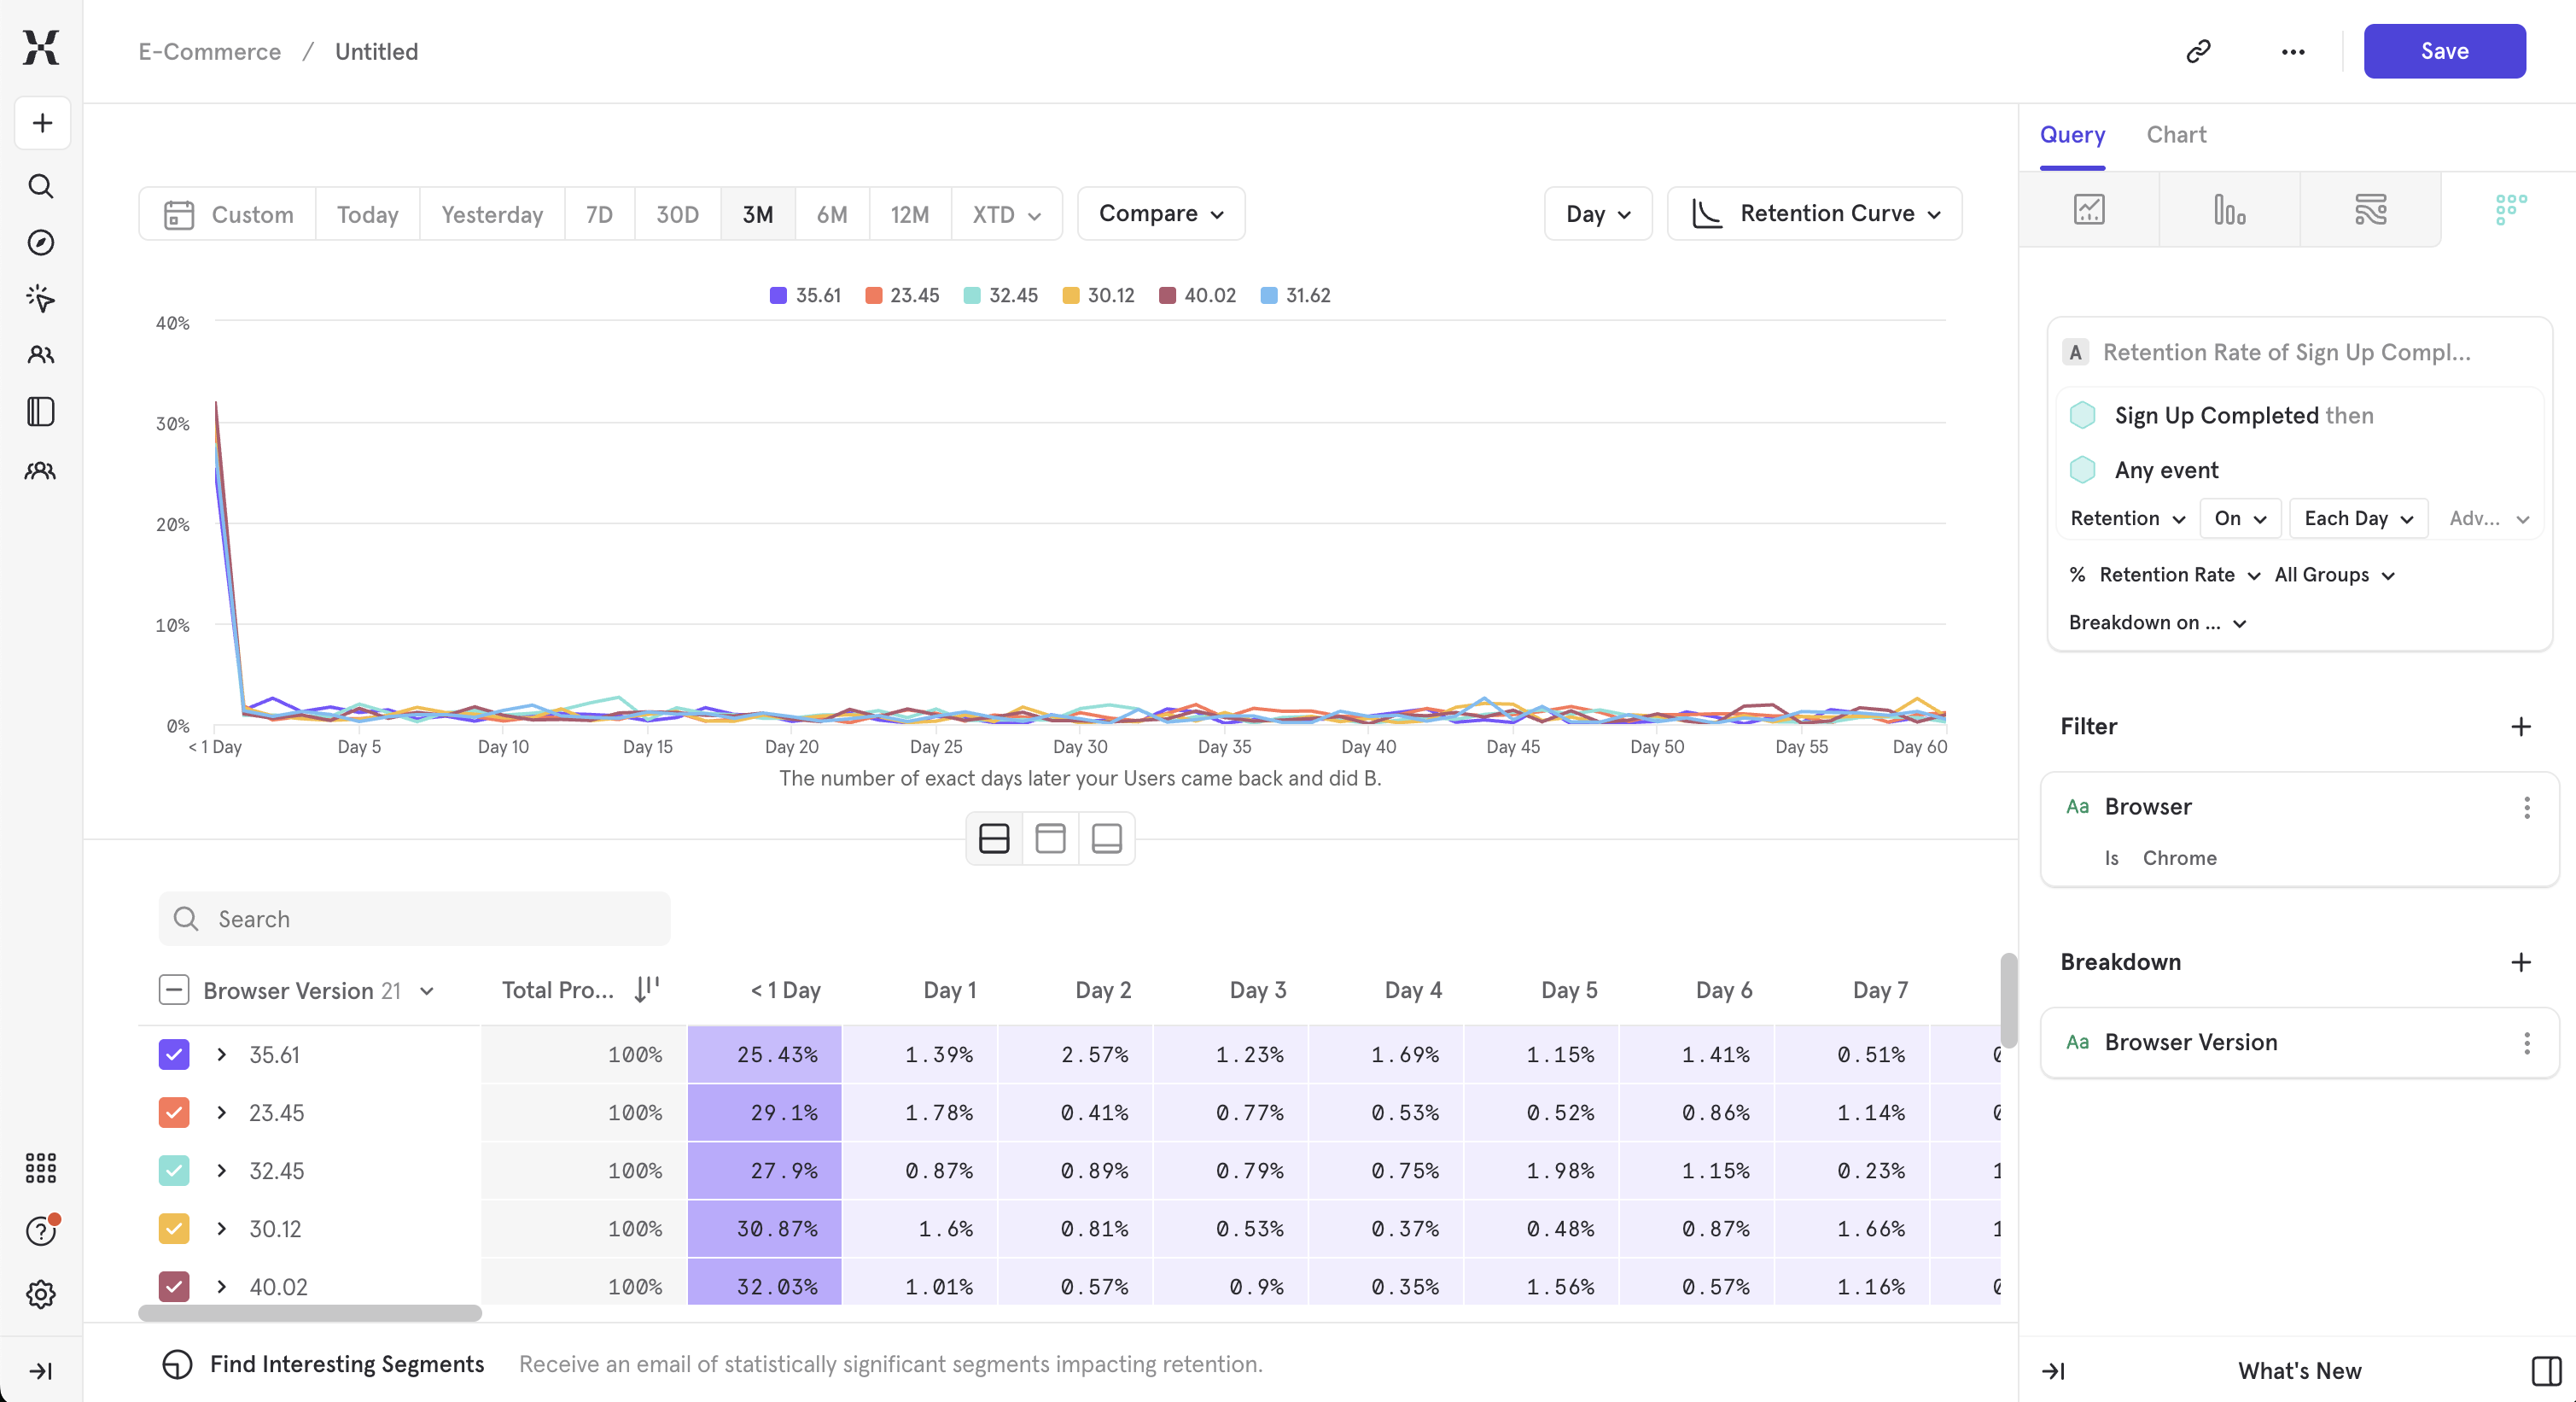 E-Commerce / Untitled
Save
Custom Today Yesterday 7D 30D 3M 6M 12M XTD Compare
Day Retention Curve
35.61 23.45 32.45 30.12 40.02 31.62
40%
30%
20%
10%
0%
< 1 Day Day 5 Day 10 Day 15 Day 20 Day 25 Day 30 Day 35 Day 40 Day 45 Day 50 Day 55 Day 60
The number of exact days later your Users came back and did B.
Search
Browser Version 21 Total Pro... < 1 Day Day 1 Day 2 Day 3 Day 4 Day 5 Day 6 Day 7
35.61 100% 25.43% 1.39% 2.57% 1.23% 1.69% 1.15% 1.41% 0.51%
23.45 100% 29.1% 1.78% 0.41% 0.77% 0.53% 0.52% 0.86% 1.14%
32.45 100% 27.9% 0.87% 0.89% 0.79% 0.75% 1.98% 1.15% 0.23%
30.12 100% 30.87% 1.6% 0.81% 0.53% 0.37% 0.48% 0.87% 1.66%
40.02 100% 32.03% 1.01% 0.57% 0.9% 0.35% 1.56% 0.57% 1.16%
Find Interesting Segments Receive an email of statistically significant segments impacting retention.
Query Chart
A Retention Rate of Sign Up Compl...
Sign Up Completed then
Any event
Retention On Each Day Adv...
% Retention Rate All Groups
Breakdown on ...
Filter
Aa Browser
Is Chrome
Breakdown
Aa Browser Version
What's New